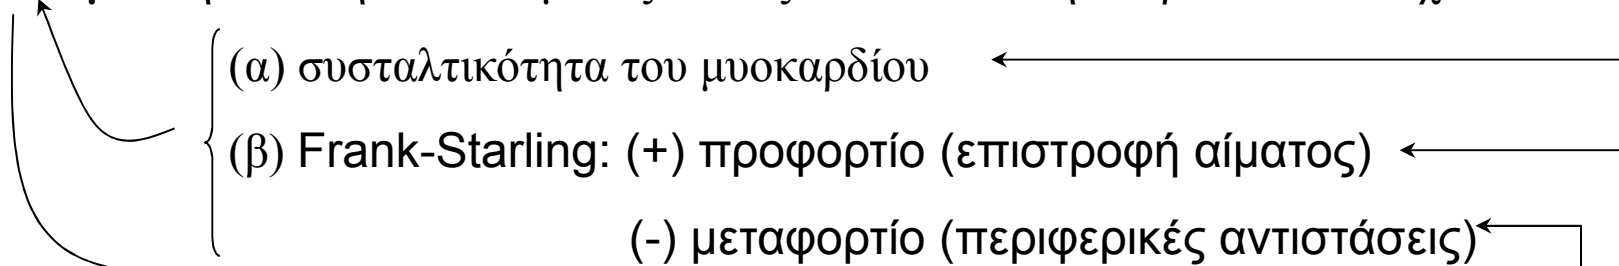 (α) συσταλτικότητα του μυοκαρδίου
(β) Frank-Starling: (+) προφορτίο (επιστροφή αίματος)
(-) μεταφορτίο (περιφερικές αντιστάσεις)